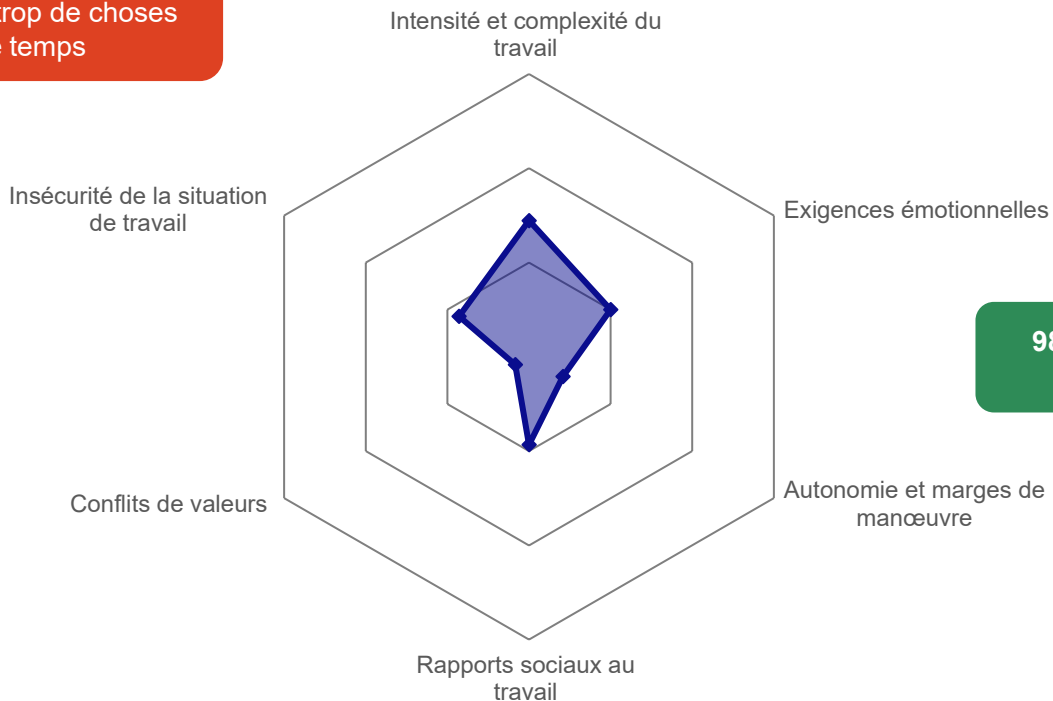 trop de choses
temps
Intensité et complexité du
travail
Insécurité de la situation
de travail
Exigences émotionnelles
98
Conflits de valeurs
Autonomie et marges de
manœuvre
Rapports sociaux au
travail